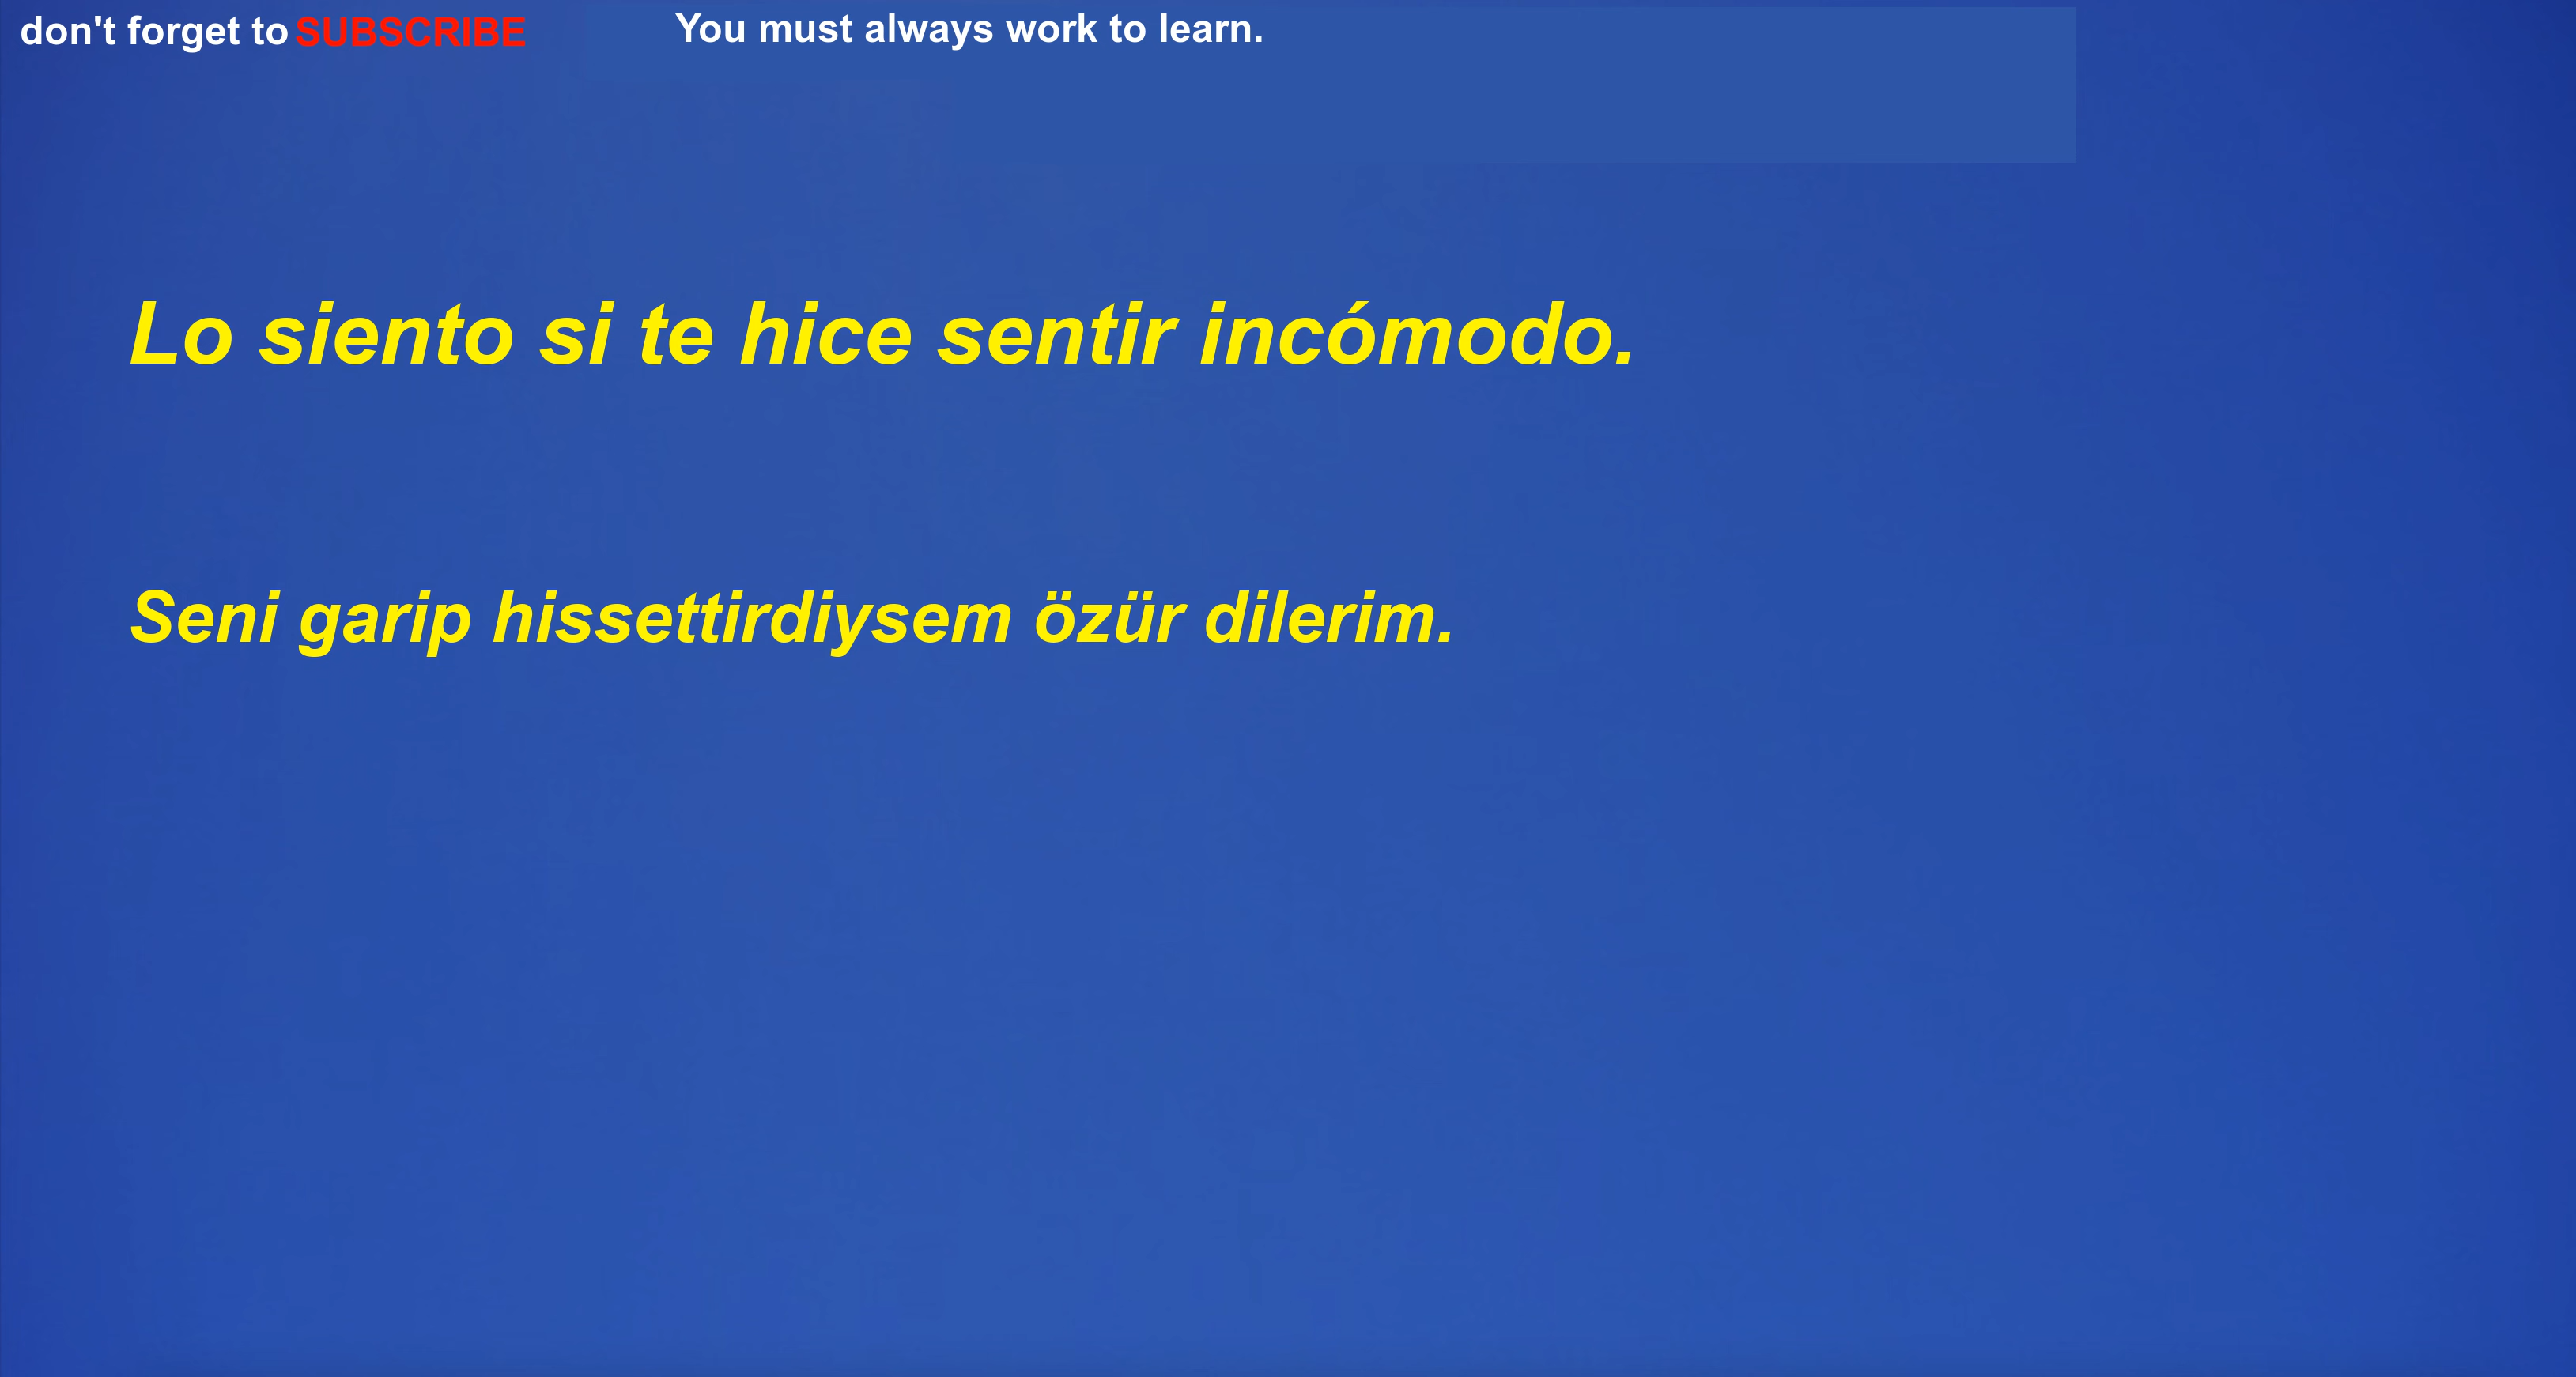 don't forget to SUBSCRIBE You must always work to learn.
Lo siento si te hice sentir incómodo.
Seni garip hissettirdiysem özür dilerim.